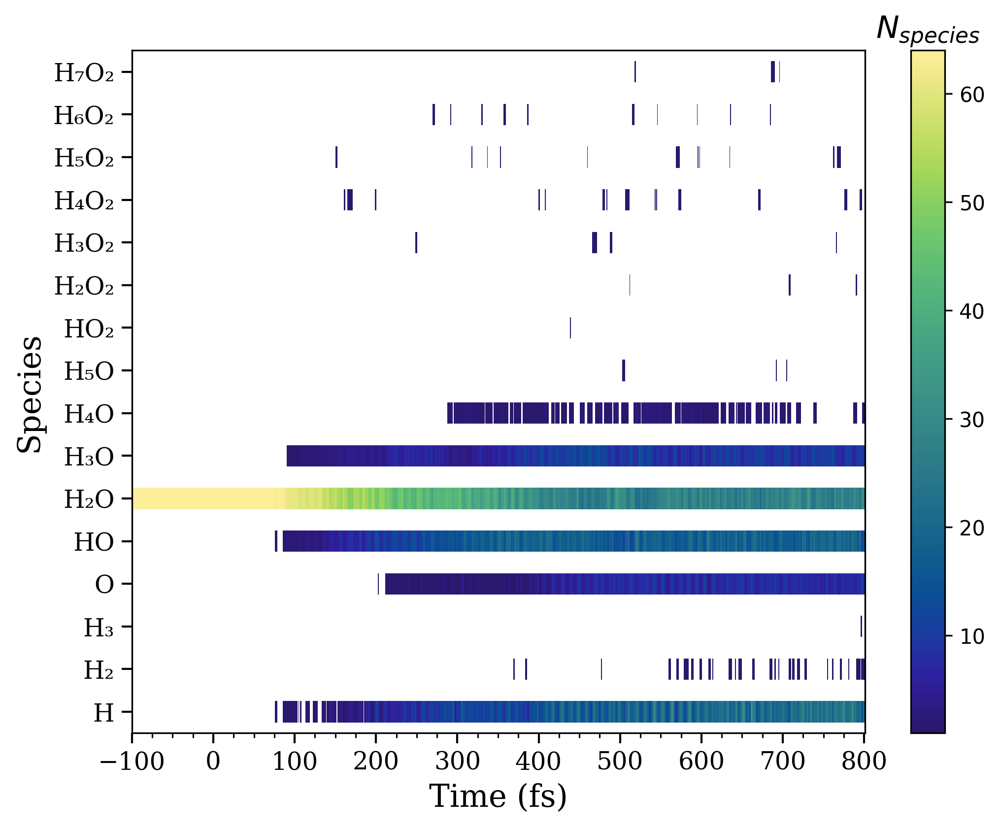 N_species
H₇O₂
H₆O₂
H₅O₂
H₄O₂
H₃O₂
H₂O₂
HO₂
H₅O
H₄O
H₃O
H₂O
HO
O
H₃
H₂
H
Species
−100 0 100 200 300 400 500 600 700 800
Time (fs)
60
50
40
30
20
10